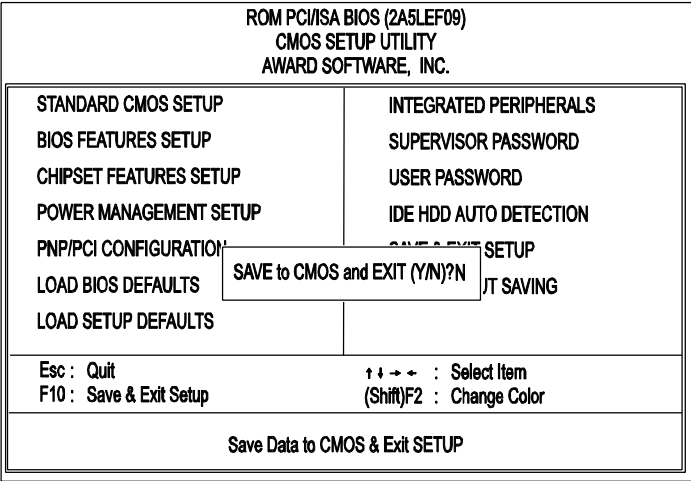 ROM PCI/ISA BIOS (2A5LEF09)
CMOS SETUP UTILITY
AWARD SOFTWARE, INC.
STANDARD CMOS SETUP
BIOS FEATURES SETUP
CHIPSET FEATURES SETUP
POWER MANAGEMENT SETUP
PNP/PCI CONFIGURATION
LOAD BIOS DEFAULTS
LOAD SETUP DEFAULTS
INTEGRATED PERIPHERALS
SUPERVISOR PASSWORD
USER PASSWORD
IDE HDD AUTO DETECTION
SAVE & EXIT SETUP
SAVING
SAVE to CMOS and EXIT (Y/N)?N
Esc : Quit
F10 : Save & Exit Setup
↑ ↓ → ← : Select Item
(Shift)F2 : Change Color
Save Data to CMOS & Exit SETUP